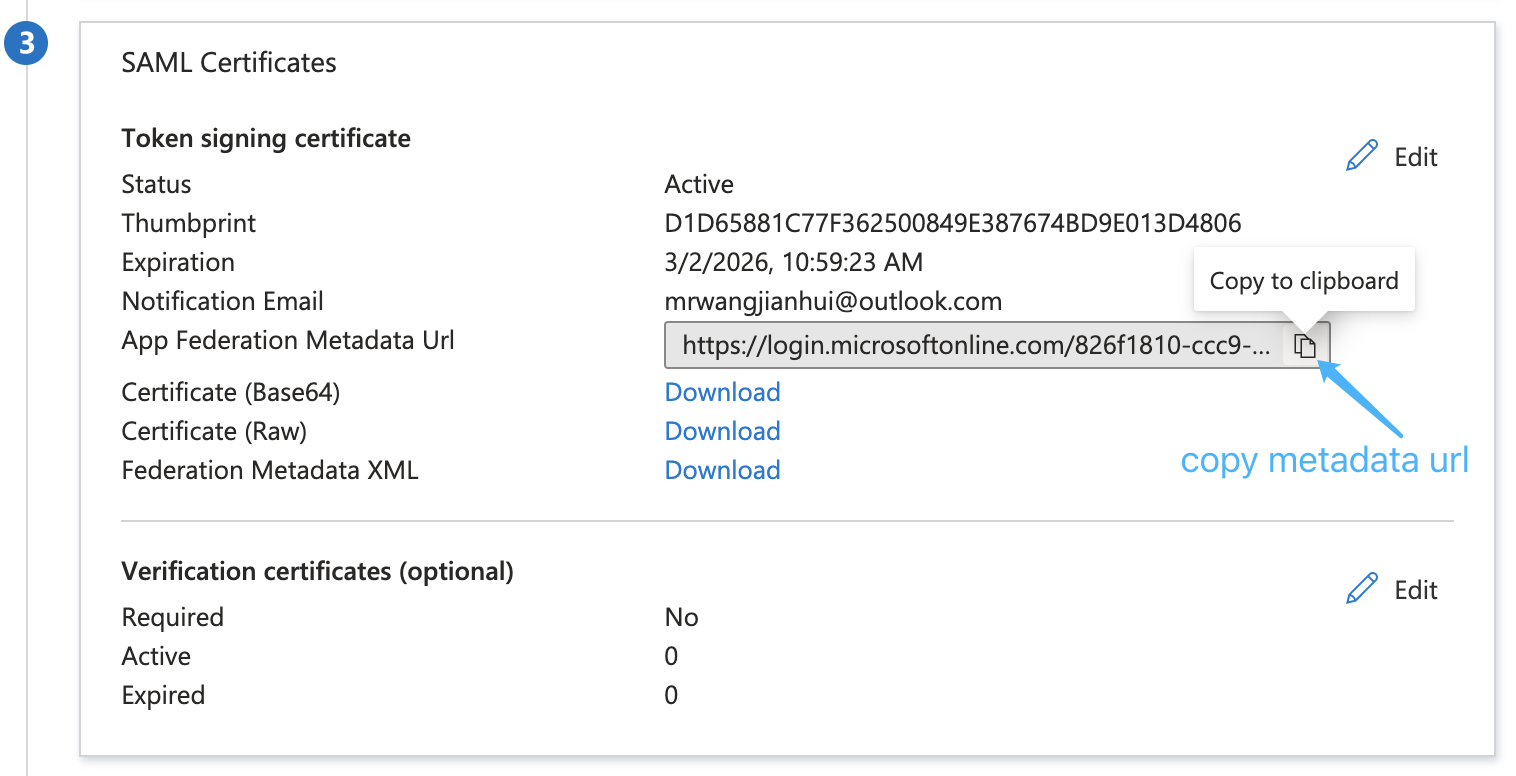 3
SAML Certificates
Token signing certificate
Edit
Status Active
Thumbprint D1D65881C77F362500849E387674BD9E013D4806
Expiration 3/2/2026, 10:59:23 AM
Copy to clipboard
Notification Email mrwangjianhui@outlook.com
App Federation Metadata Url https://login.microsoftonline.com/826f1810-ccc9-...
Certificate (Base64) Download
Certificate (Raw) Download
Federation Metadata XML Download
copy metadata url
Verification certificates (optional)
Edit
Required No
Active 0
Expired 0